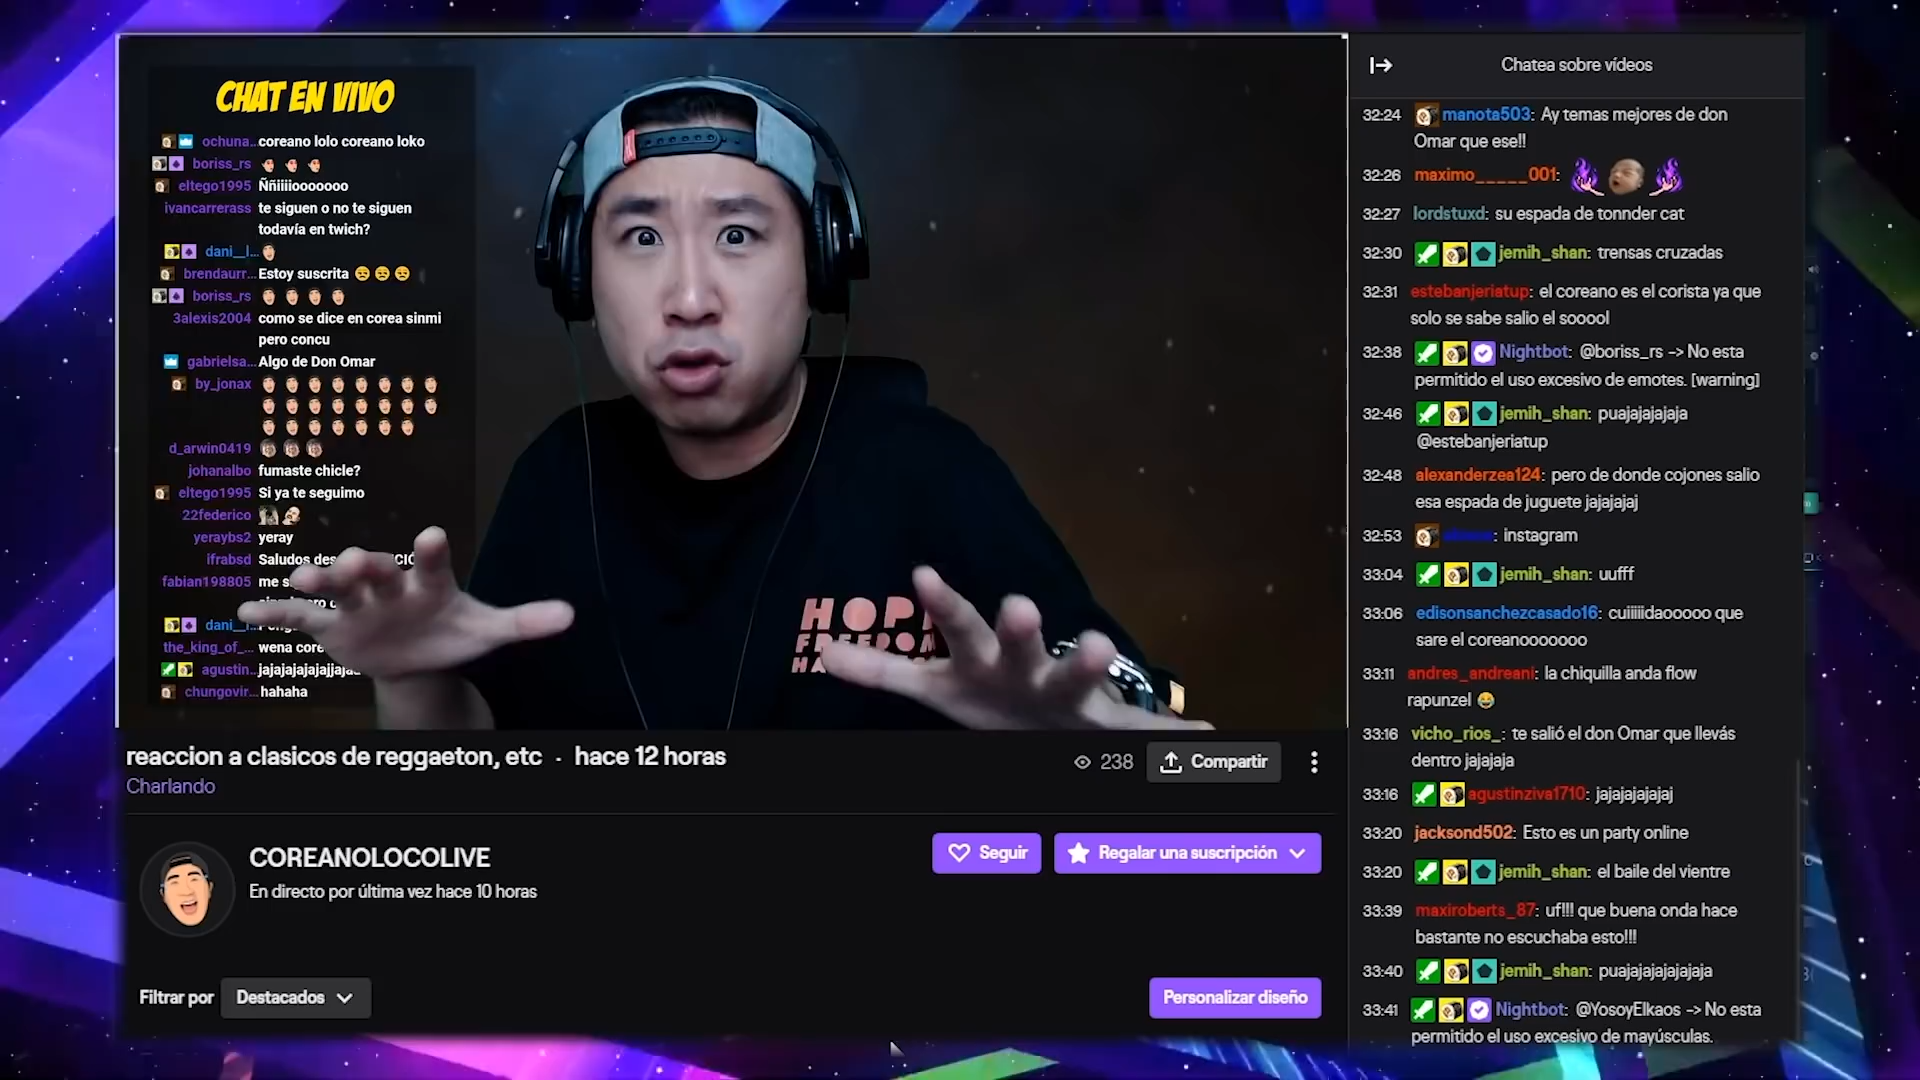 CHAT EN VIVO
ochuna.. coreano lolo coreano loko
boriss_rs
eltego1995 Ññiiiiooooooo
ivancarrerass te siguen o no te siguen
todavía en twich?
dani__l...
brendaurr... Estoy suscrita
boriss_rs
3alexis2004 como se dice en corea sinmi
pero concu
gabrielsa... Algo de Don Omar
by_jonax
d_arwin0419
johanalbo fumaste chicle?
eltego1995 Si ya te seguimo
22federico
yeraybs2 yeray
ifrabsd Saludos des
fabian198805 me s
dani__l...
the_king_of_... wena core
agustin.. jajajajajajjaja
chungovir... hahaha
HOP
FREEDOM
HA
reaccion a clasicos de reggaeton, etc · hace 12 horas
238
Compartir
Charlando
COREANOLOCOLIVE
En directo por última vez hace 10 horas
Seguir
Regalar una suscripción
Filtrar por
Destacados
Personalizar diseño
Chatea sobre vídeos
32:24 manota503: Ay temas mejores de don
Omar que ese!!
32:26 maximo_____001:
32:27 lordstuxd: su espada de tonnder cat
32:30 jemih_shan: trensas cruzadas
32:31 estebanjeriatup: el coreano es el corista ya que
solo se sabe salio el sooool
32:38 Nightbot: @boriss_rs -> No esta
permitido el uso excesivo de emotes. [warning]
32:46 jemih_shan: puajajajajaja
@estebanjeriatup
32:48 alexanderzea124: pero de donde cojones salio
esa espada de juguete jajajajaj
32:53 : instagram
33:04 jemih_shan: uufff
33:06 edisonsanchezcasado16: cuiiiiidaooooo que
sare el coreanooooooo
33:11 andres_andreani: la chiquilla anda flow
rapunzel
33:16 vicho_rios_: te salió el don Omar que llevás
dentro jajajaja
33:16 agustinziva1710: jajajajajajaj
33:20 jacksond502: Esto es un party online
33:20 jemih_shan: el baile del vientre
33:39 maxiroberts_87: uf!!! que buena onda hace
bastante no escuchaba esto!!!
33:40 jemih_shan: puajajajajajajaja
33:41 Nightbot: @YosoyElkaos -> No esta
permitido el uso excesivo de mayúsculas.